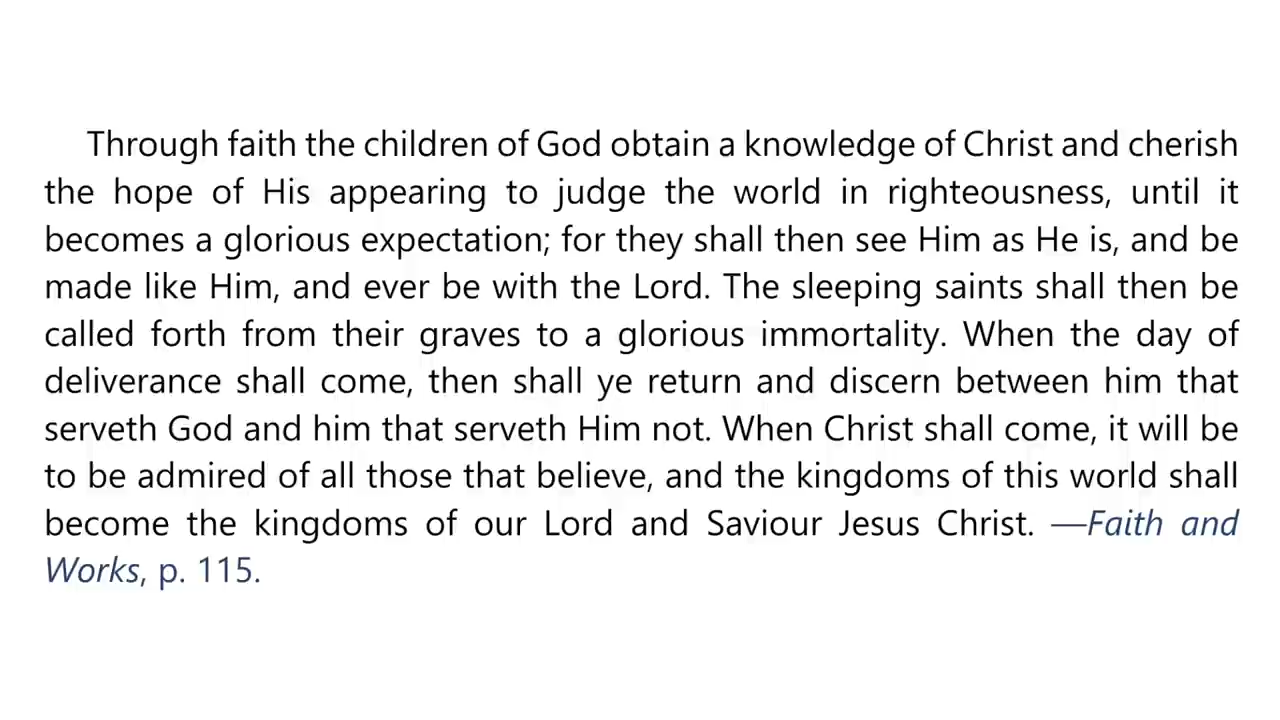 Through faith the children of God obtain a knowledge of Christ and cherish
the hope of His appearing to judge the world in righteousness, until it
becomes a glorious expectation; for they shall then see Him as He is, and be
made like Him, and ever be with the Lord. The sleeping saints shall then be
called forth from their graves to a glorious immortality. When the day of
deliverance shall come, then shall ye return and discern between him that
serveth God and him that serveth Him not. When Christ shall come, it will be
to be admired of all those that believe, and the kingdoms of this world shall
become the kingdoms of our Lord and Saviour Jesus Christ. —Faith and
Works, p. 115.